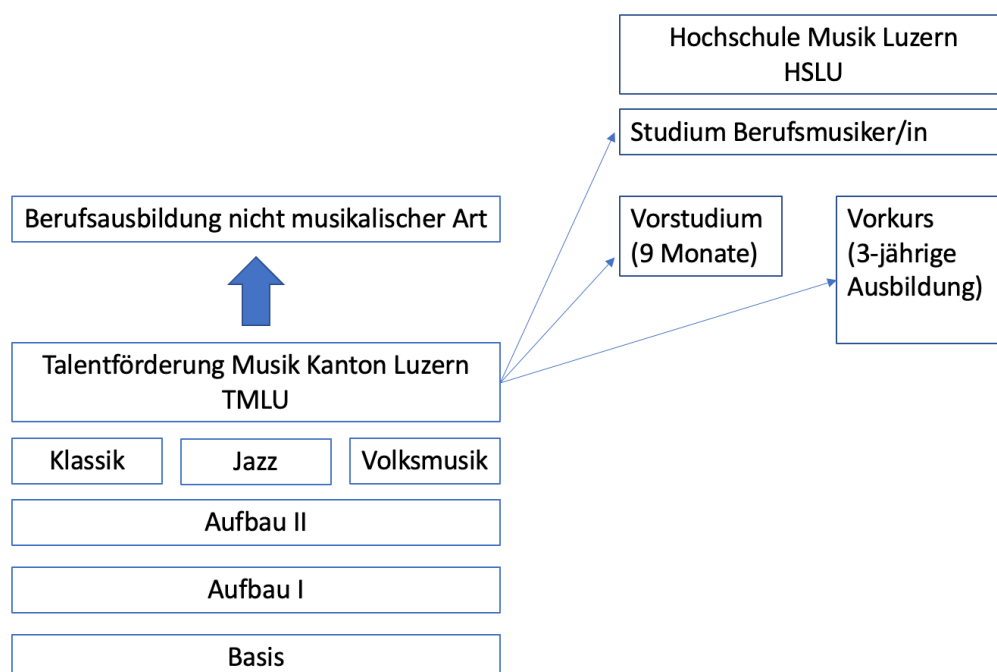 Hochschule Musik Luzern
HSLU
Studium Berufsmusiker/in
Berufsausbildung nicht musikalischer Art
Vorstudium
(9 Monate)
Vorkurs
(3-jährige
Ausbildung)
Talentförderung Musik Kanton Luzern
TMLU
Klassik
Jazz
Volksmusik
Aufbau II
Aufbau I
Basis